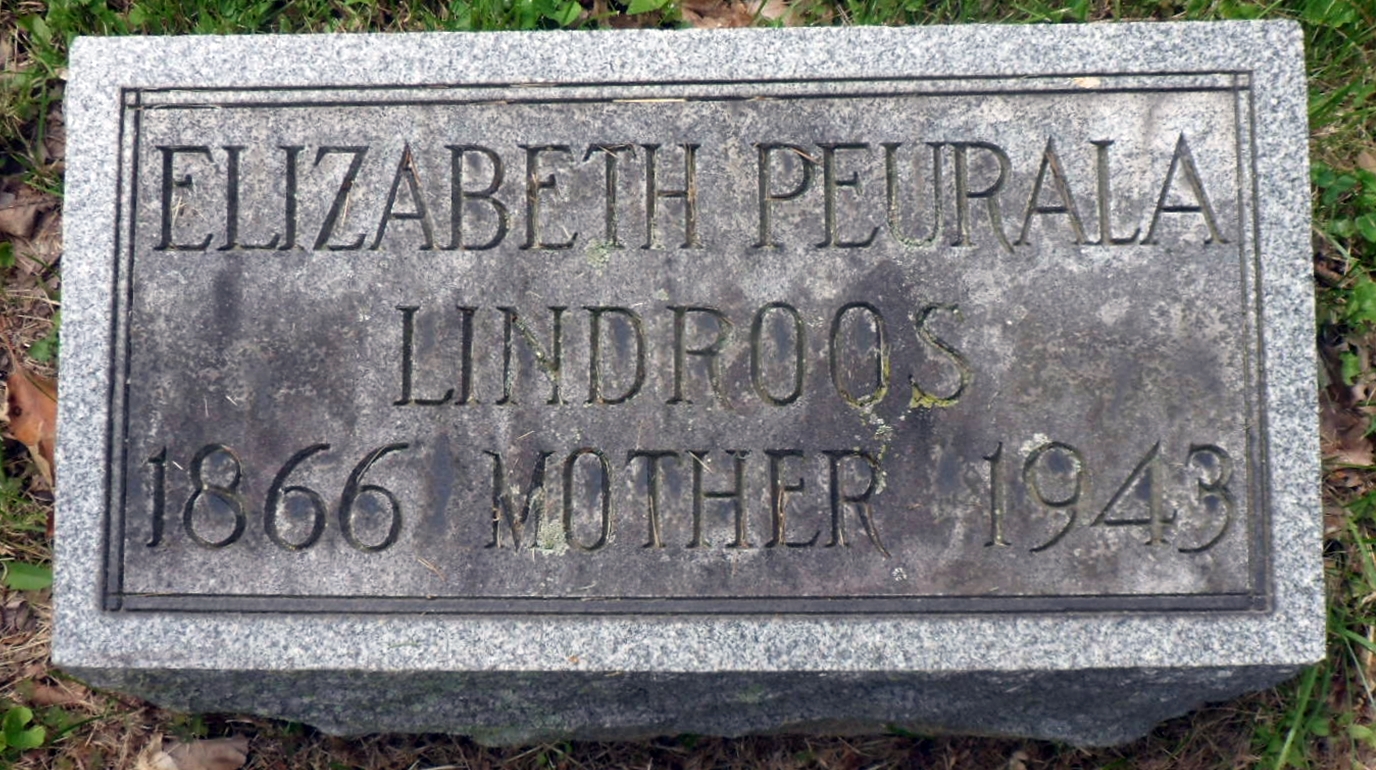 ELIZABETH PEURALA
LINDROOS
1866 MOTHER 1943